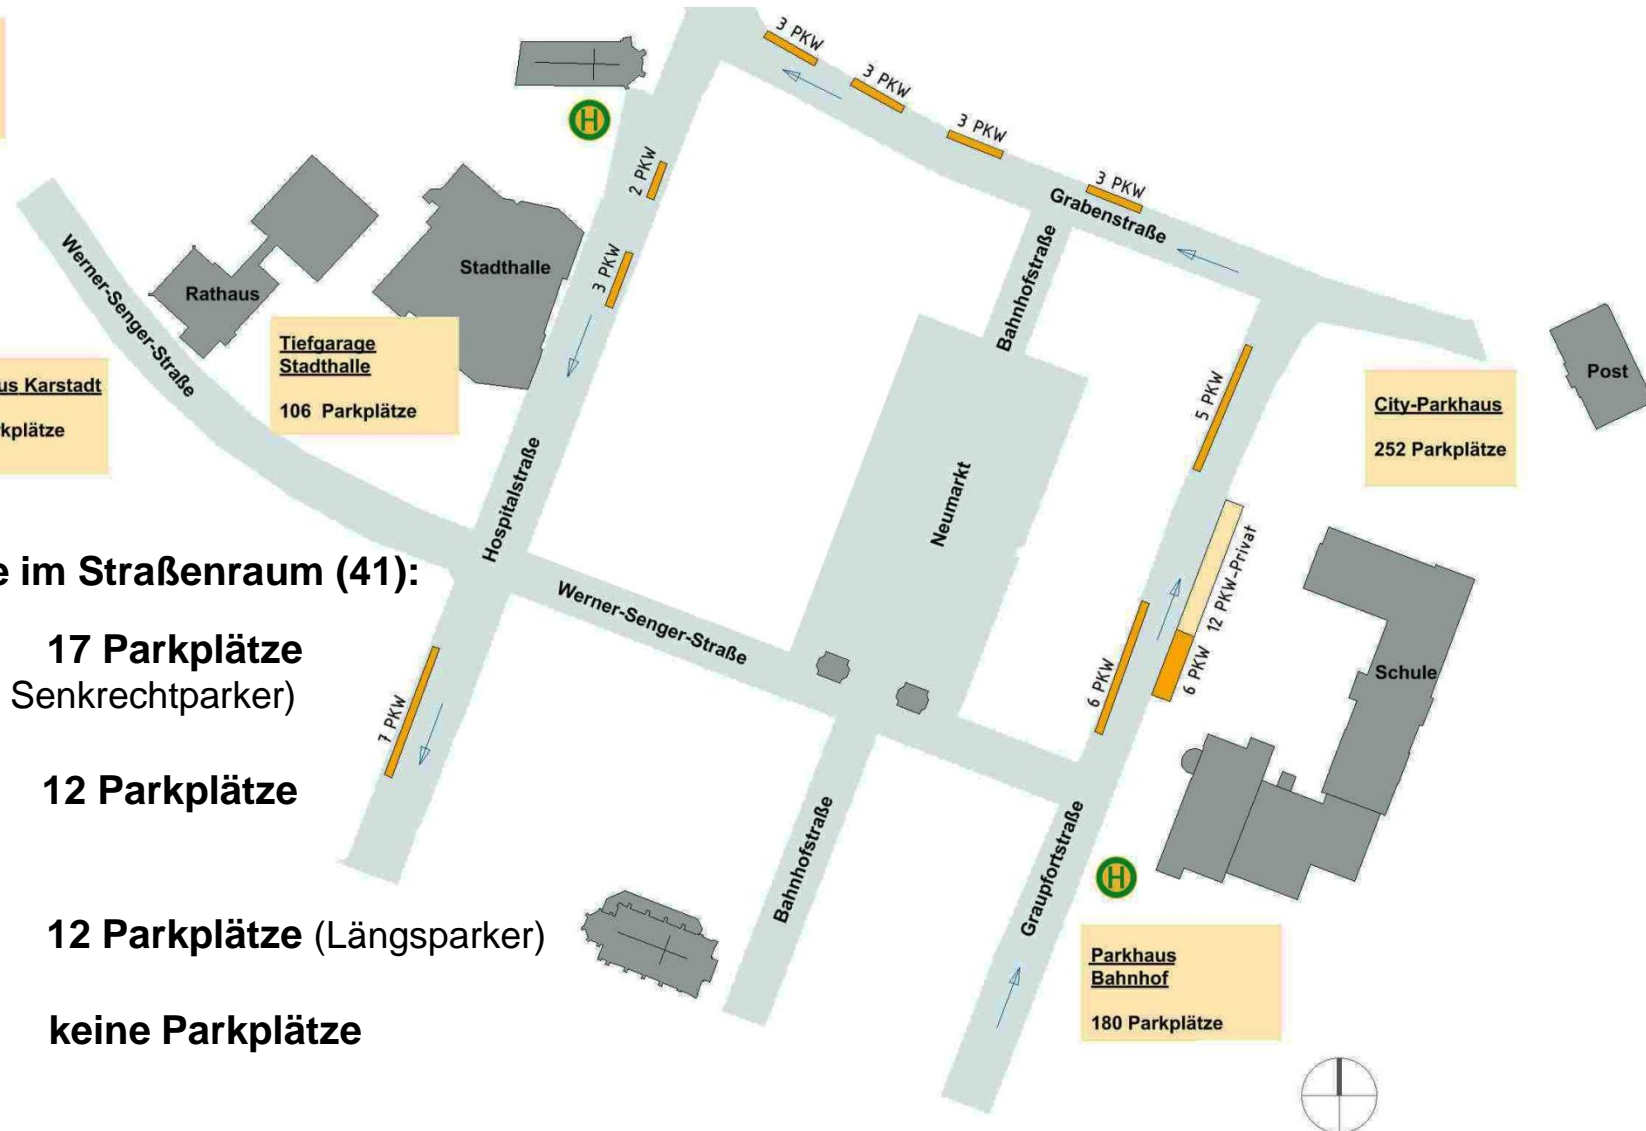 3 PKW
3 PKW
3 PKW
3 PKW
Grabenstraße
H
2 PKW
3 PKW
Bahnhofstraße
Werner-Senger-Straße
Rathaus
Stadthalle
Tiefgarage
Stadthalle
106 Parkplätze
Karstadt
Hospitalstraße
Neumarkt
5 PKW
Post
City-Parkhaus
252 Parkplätze
im Straßenraum (41):
17 Parkplätze
Senkrechtparker)
12 Parkplätze
12 Parkplätze (Längsparker)
keine Parkplätze
7 PKW
Werner-Senger-Straße
6 PKW
12 PKW-Privat
6 PKW
Schule
Bahnhofstraße
Graupfortstraße
H
Parkhaus
Bahnhof
180 Parkplätze